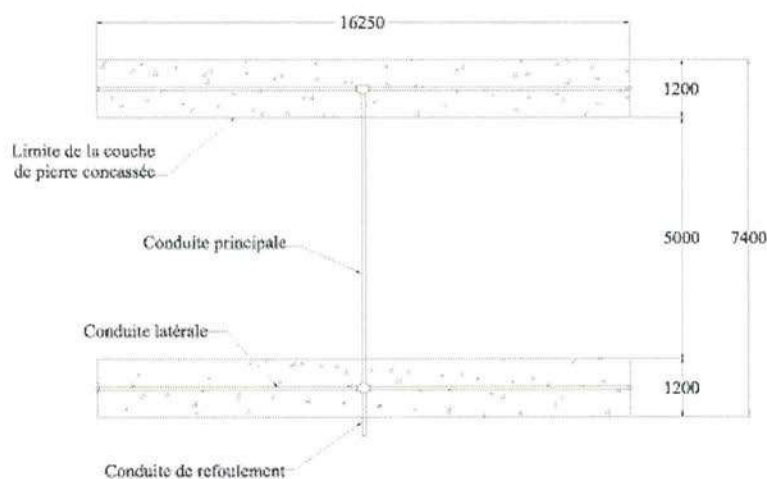 16250
1200
Limite de la couche
de pierre concassée
Conduite principale
5000
7400
Conduite latérale
1200
Conduite de refoulement